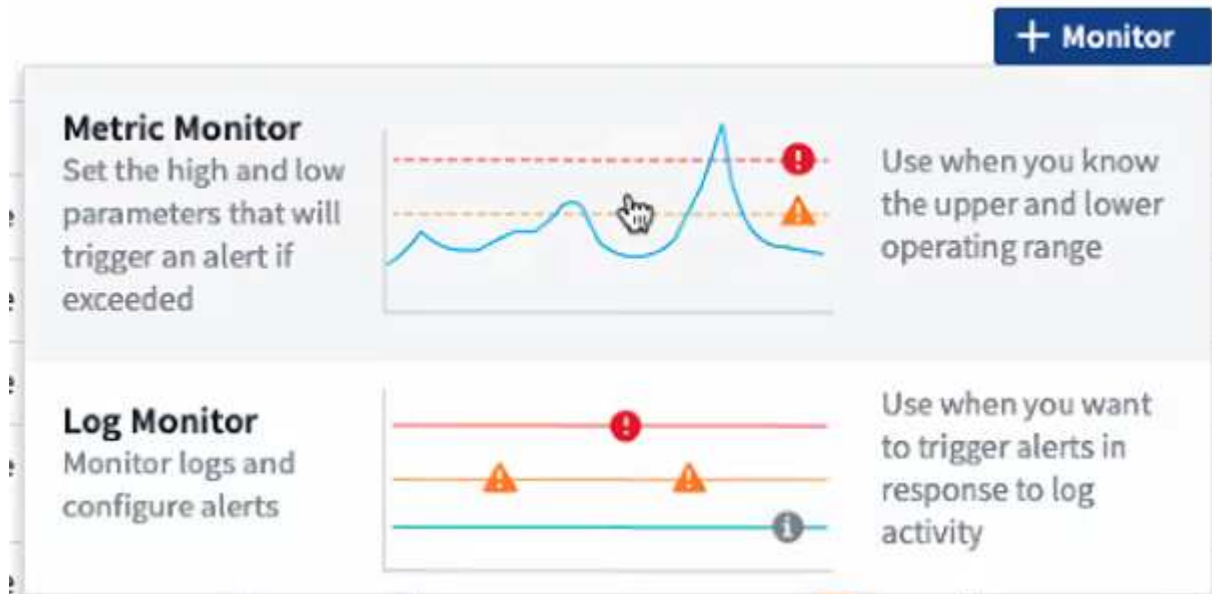 + Monitor
Metric Monitor
Set the high and low
parameters that will
trigger an alert if
exceeded
Use when you know
the upper and lower
operating range
Log Monitor
Monitor logs and
configure alerts
Use when you want
to trigger alerts in
response to log
activity